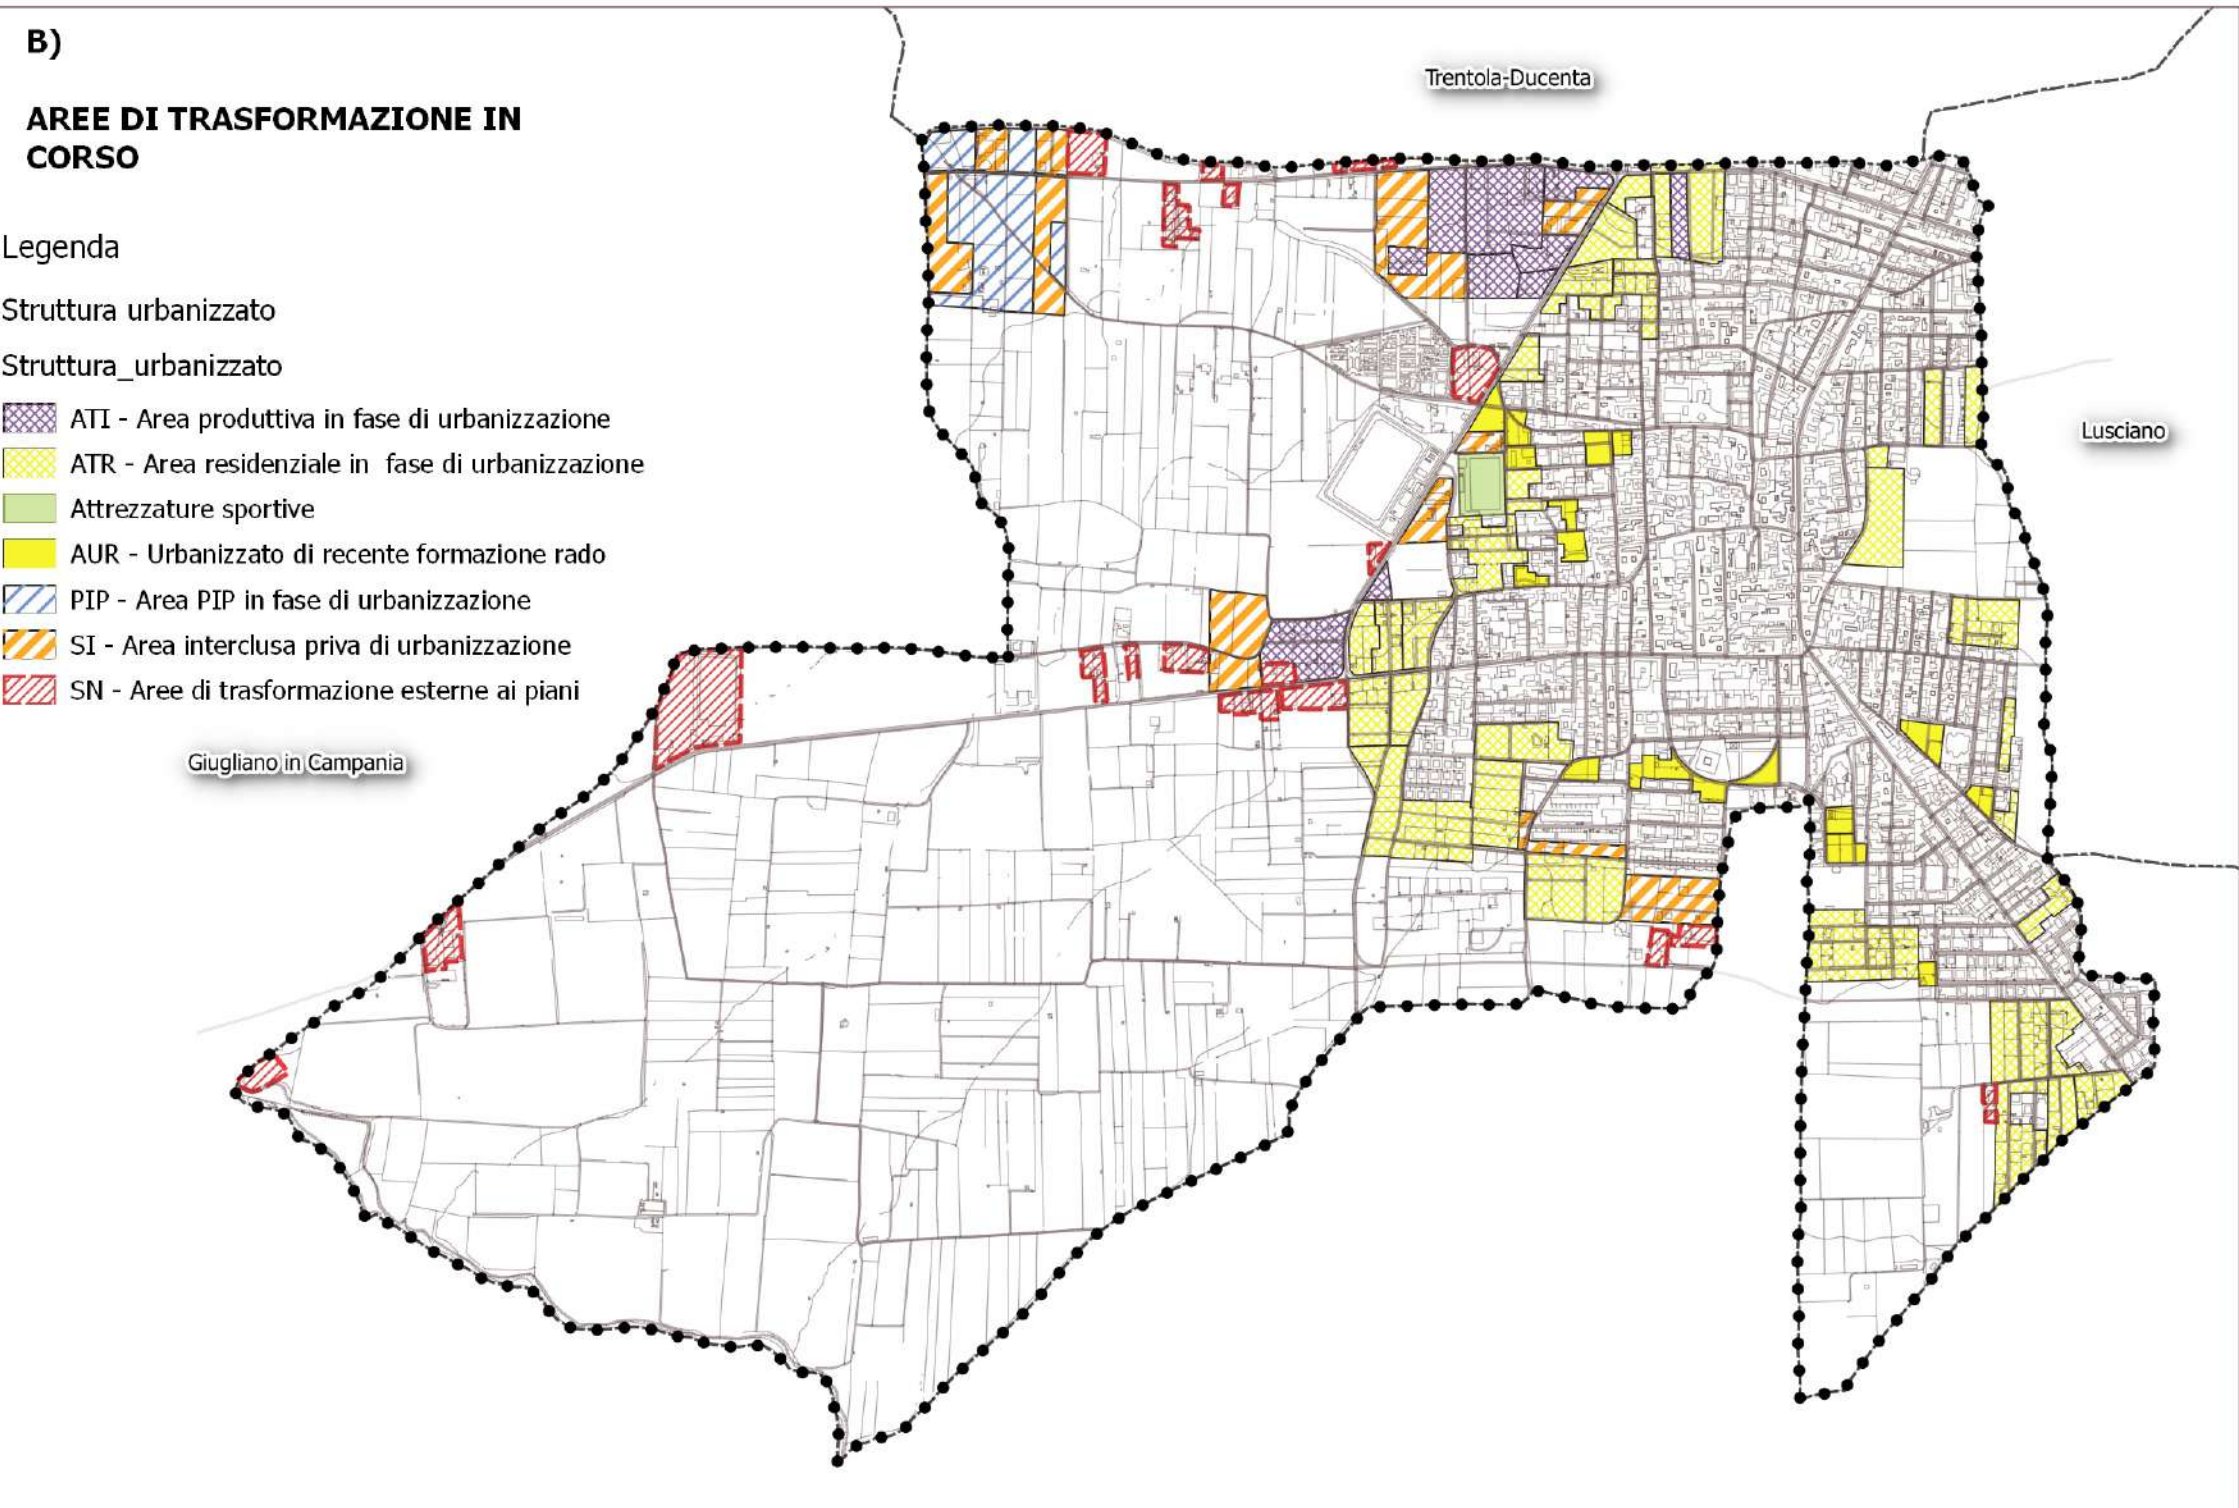 B)
AREE DI TRASFORMAZIONE IN
CORSO
Trentola-Ducenta
Legenda
Struttura urbanizzato
Struttura_urbanizzato
ATI - Area produttiva in fase di urbanizzazione
ATR - Area residenziale in fase di urbanizzazione
Attrezzature sportive
AUR - Urbanizzato di recente formazione rado
PIP - Area PIP in fase di urbanizzazione
SI - Area interclusa priva di urbanizzazione
SN - Aree di trasformazione esterne ai piani
Lusciano
Giugliano in Campania